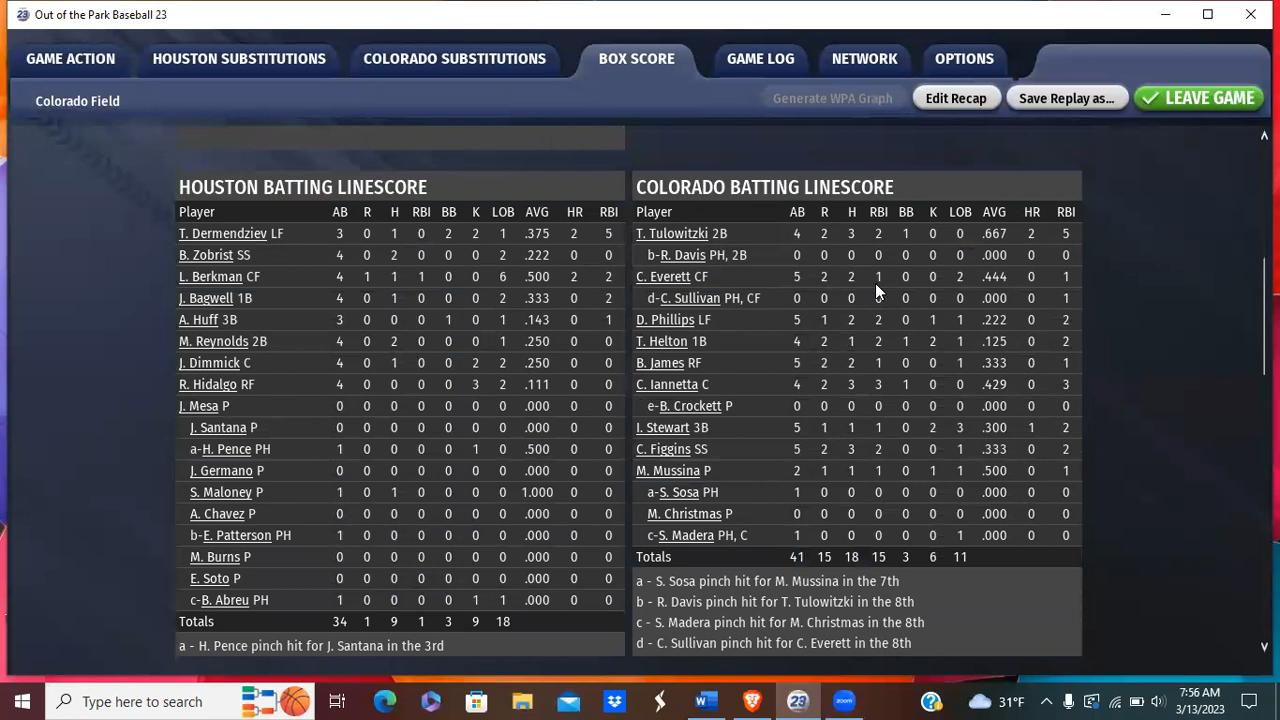 Out of the Park Baseball 23
GAME ACTION HOUSTON SUBSTITUTIONS COLORADO SUBSTITUTIONS BOX SCORE GAME LOG NETWORK OPTIONS
Colorado Field Generate WPA Graph Edit Recap Save Replay as... LEAVE GAME
HOUSTON BATTING LINESCORE
Player AB R H RBI BB K LOB AVG HR RBI
T. Dermendziev LF 3 0 1 0 2 2 1 .375 2 5
B. Zobrist SS 4 0 2 0 0 0 2 .222 0 0
L. Berkman CF 4 1 1 1 0 0 6 .500 2 2
J. Bagwell 1B 4 0 1 0 0 0 2 .333 0 2
A. Huff 3B 3 0 0 0 1 0 1 .143 0 1
M. Reynolds 2B 4 0 2 0 0 0 1 .250 0 0
J. Dimmick C 4 0 1 0 0 2 2 .250 0 0
R. Hidalgo RF 4 0 0 0 0 3 2 .111 0 0
J. Mesa P 0 0 0 0 0 0 0 .000 0 0
J. Santana P 0 0 0 0 0 0 0 .000 0 0
a-H. Pence PH 1 0 0 0 0 1 0 .500 0 0
J. Germano P 0 0 0 0 0 0 0 .000 0 0
S. Maloney P 1 0 1 0 0 0 0 1.000 0 0
A. Chavez P 0 0 0 0 0 0 0 .000 0 0
b-E. Patterson PH 1 0 0 0 0 0 0 .000 0 0
M. Burns P 0 0 0 0 0 0 0 .000 0 0
E. Soto P 0 0 0 0 0 0 0 .000 0 0
c-B. Abreu PH 1 0 0 0 0 1 1 .000 0 0
Totals 34 1 9 1 3 9 18
a - H. Pence pinch hit for J. Santana in the 3rd
COLORADO BATTING LINESCORE
Player AB R H RBI BB K LOB AVG HR RBI
T. Tulowitzki 2B 4 2 3 2 1 0 0 .667 2 5
b-R. Davis PH, 2B 0 0 0 0 0 0 0 .000 0 0
C. Everett CF 5 2 2 1 0 0 2 .444 0 1
d-C. Sullivan PH, CF 0 0 0 0 0 0 .000 0 1
D. Phillips LF 5 1 2 2 0 1 1 .222 0 2
T. Helton 1B 4 2 1 2 1 2 1 .125 0 2
B. James RF 5 2 2 1 0 0 1 .333 0 1
C. Iannetta C 4 2 3 3 1 0 0 .429 0 3
e-B. Crockett P 0 0 0 0 0 0 0 .000 0 0
I. Stewart 3B 5 1 1 1 0 2 3 .300 1 2
C. Figgins SS 5 2 3 2 0 0 1 .333 0 2
M. Mussina P 2 1 1 1 0 1 1 .500 0 1
a-S. Sosa PH 1 0 0 0 0 0 0 .000 0 0
M. Christmas P 0 0 0 0 0 0 0 .000 0 0
c-S. Madera PH, C 1 0 0 0 0 0 1 .000 0 0
Totals 41 15 18 15 3 6 11
a - S. Sosa pinch hit for M. Mussina in the 7th
b - R. Davis pinch hit for T. Tulowitzki in the 8th
c - S. Madera pinch hit for M. Christmas in the 8th
d - C. Sullivan pinch hit for C. Everett in the 8th
Type here to search
31°F
7:56 AM
3/13/2023